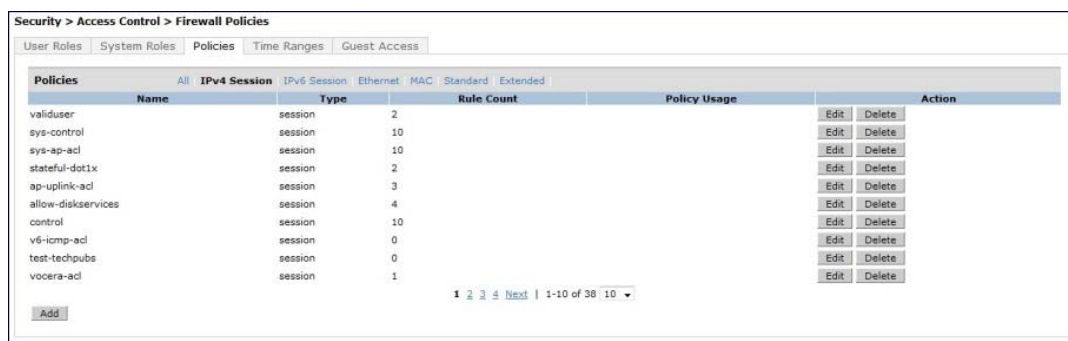 Security > Access Control > Firewall Policies
User Roles System Roles Policies Time Ranges Guest Access
Policies All IPv4 Session IPv6 Session Ethernet MAC Standard Extended
Name Type Rule Count Policy Usage Action
validuser session 2 Edit Delete
sys-control session 10 Edit Delete
sys-ap-acl session 10 Edit Delete
stateful-dot1x session 2 Edit Delete
ap-uplink-acl session 3 Edit Delete
allow-diskservices session 4 Edit Delete
control session 10 Edit Delete
v6-icmp-acl session 0 Edit Delete
test-techpubs session 0 Edit Delete
vocera-acl session 1 Edit Delete
1 2 3 4 Next | 1-10 of 38 10
Add